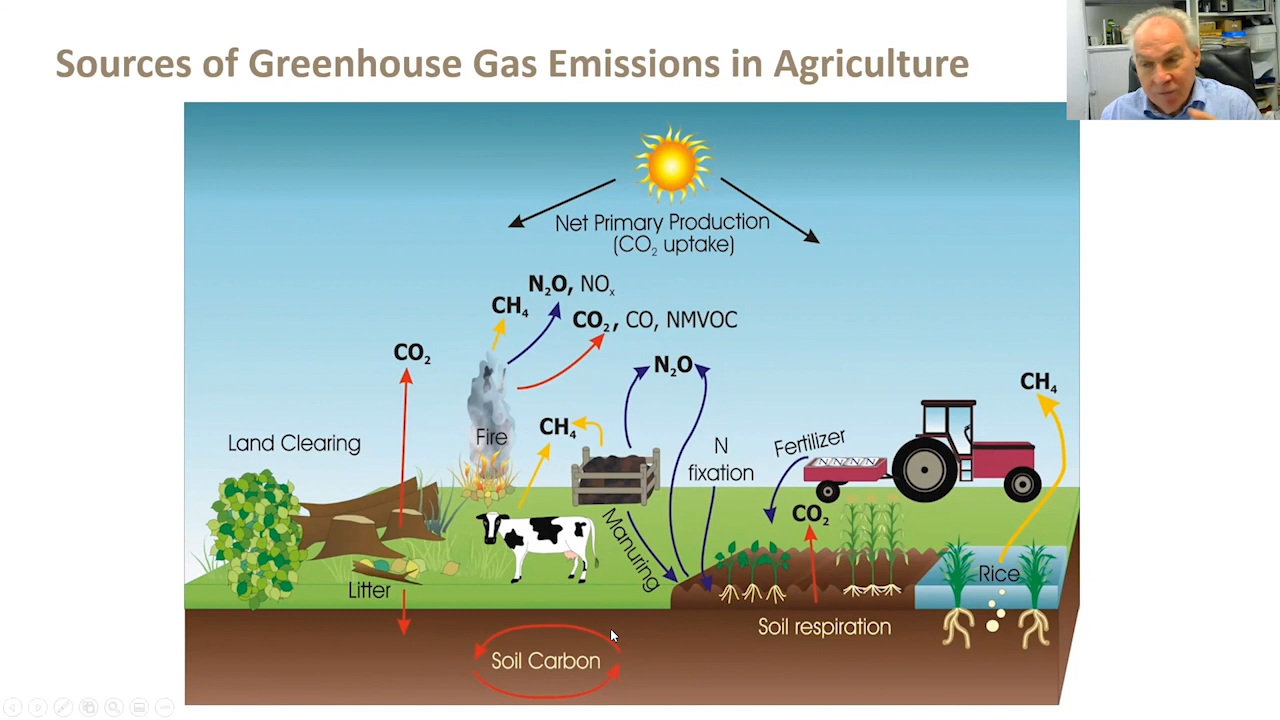 Sources of Greenhouse Gas Emissions in Agriculture
Net Primary Production
(CO₂ uptake)
N₂O, NOₓ
CH₄
CO₂, CO, NMVOC
CO₂
N₂O
CH₄
Land Clearing
Fire
CH₄
N
fixation
Fertilizer
N N N N
CO₂
Manuring
Litter
Rice
Soil respiration
Soil Carbon